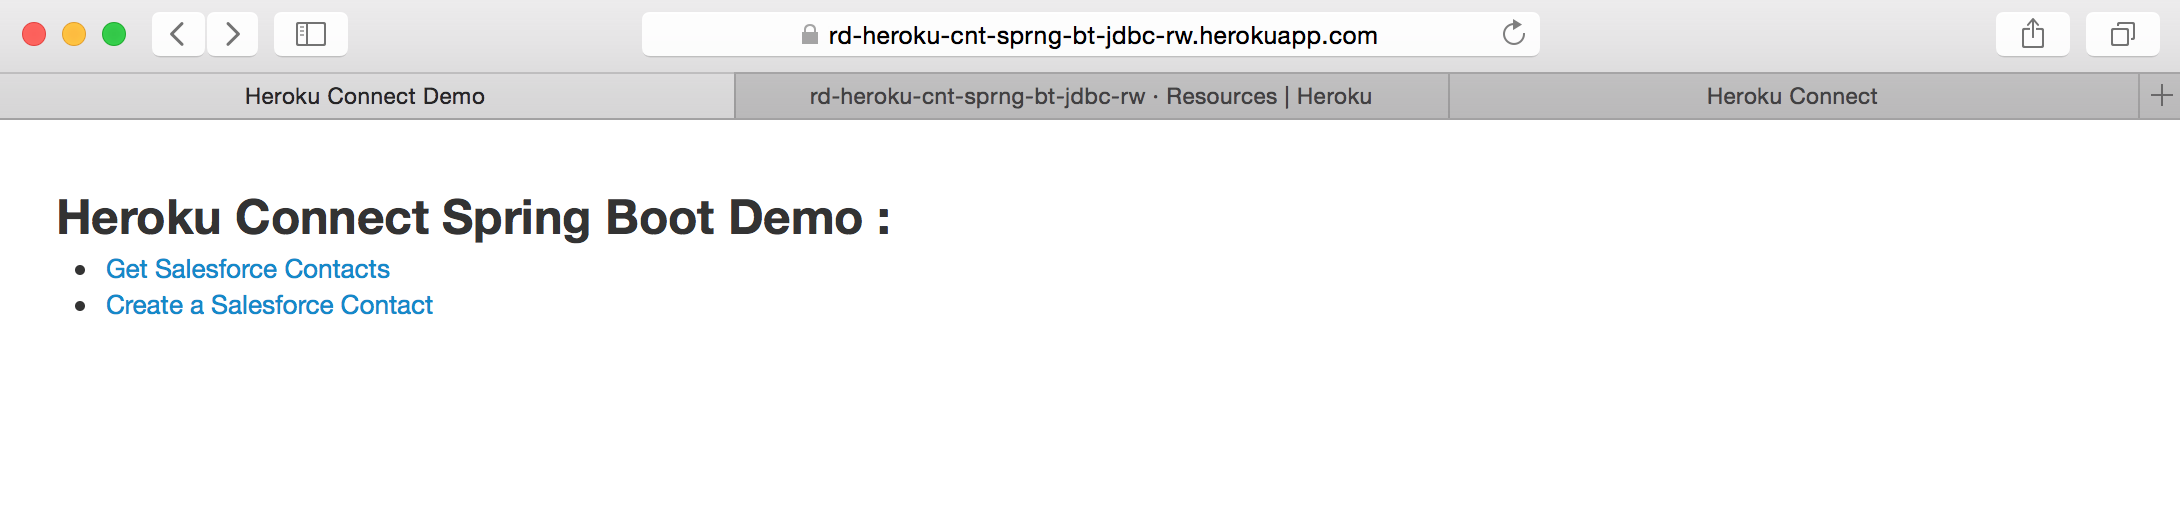 rd-heroku-cnt-sprng-bt-jdbc-rw.herokuapp.com
Heroku Connect Demo
rd-heroku-cnt-sprng-bt-jdbc-rw · Resources | Heroku
Heroku Connect
Heroku Connect Spring Boot Demo :
Get Salesforce Contacts
Create a Salesforce Contact